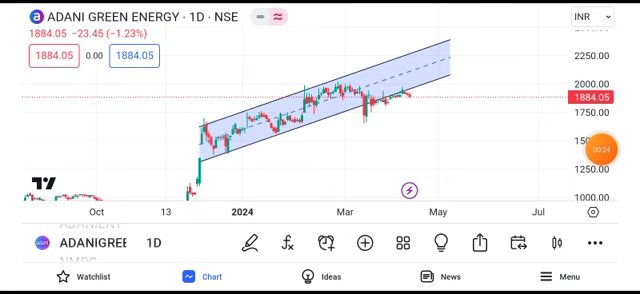 ADANI GREEN ENERGY · 1D · NSE
INR
1884.05 −23.45 (−1.23%)
1884.05 0.00 1884.05
2250.00
2000.00
1884.05
1750.00
00:24
1250.00
1000.00
Oct 13 2024 Mar May Jul
ADANIENT
ADANIGREE 1D
NMDC
Watchlist Chart Ideas News Menu